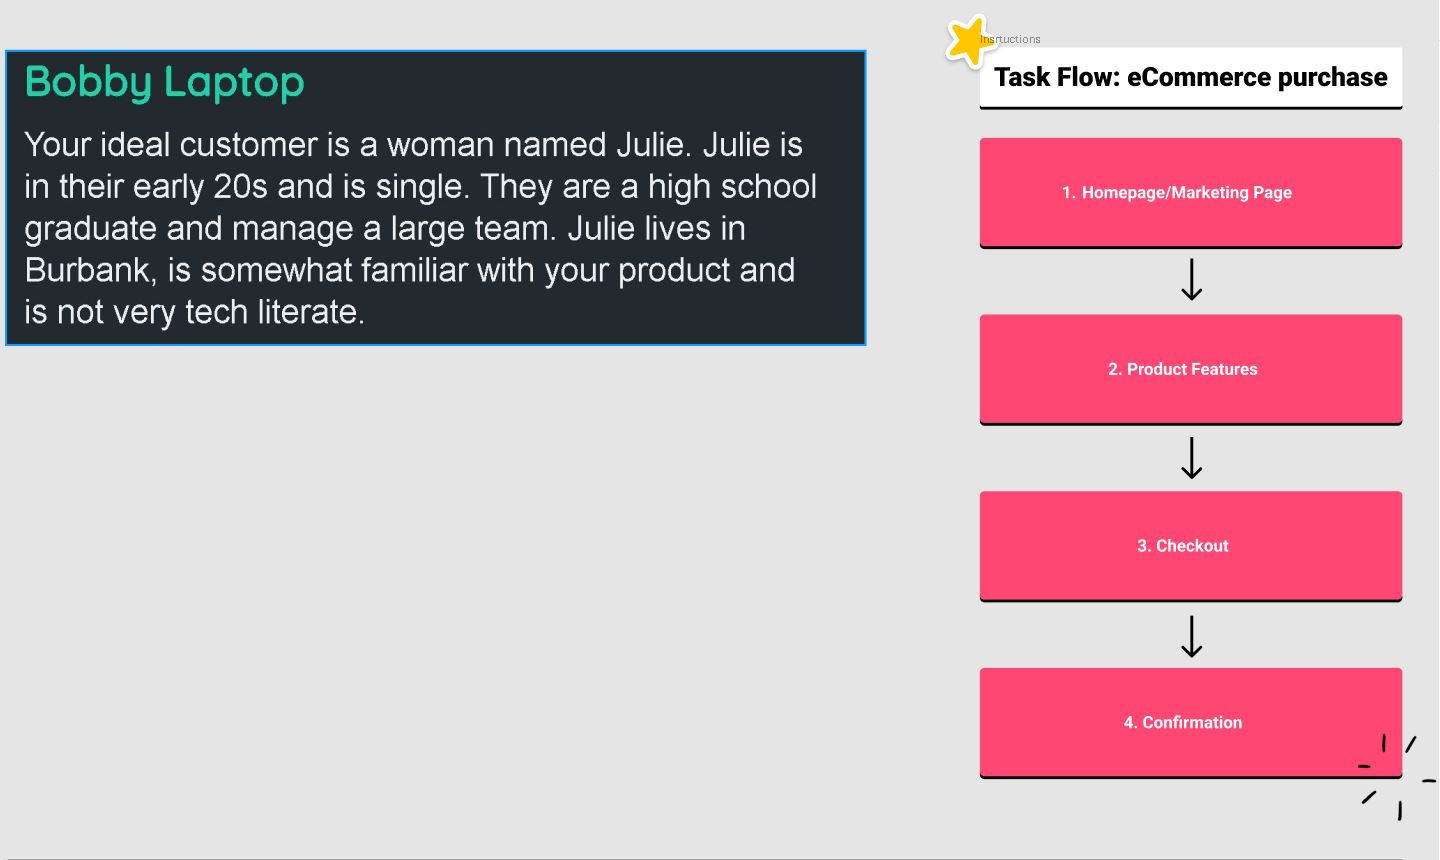 Bobby Laptop
Your ideal customer is a woman named Julie. Julie is
in their early 20s and is single. They are a high school
graduate and manage a large team. Julie lives in
Burbank, is somewhat familiar with your product and
is not very tech literate.
Insrtuctions
Task Flow: eCommerce purchase
1. Homepage/Marketing Page
2. Product Features
3. Checkout
4. Confirmation